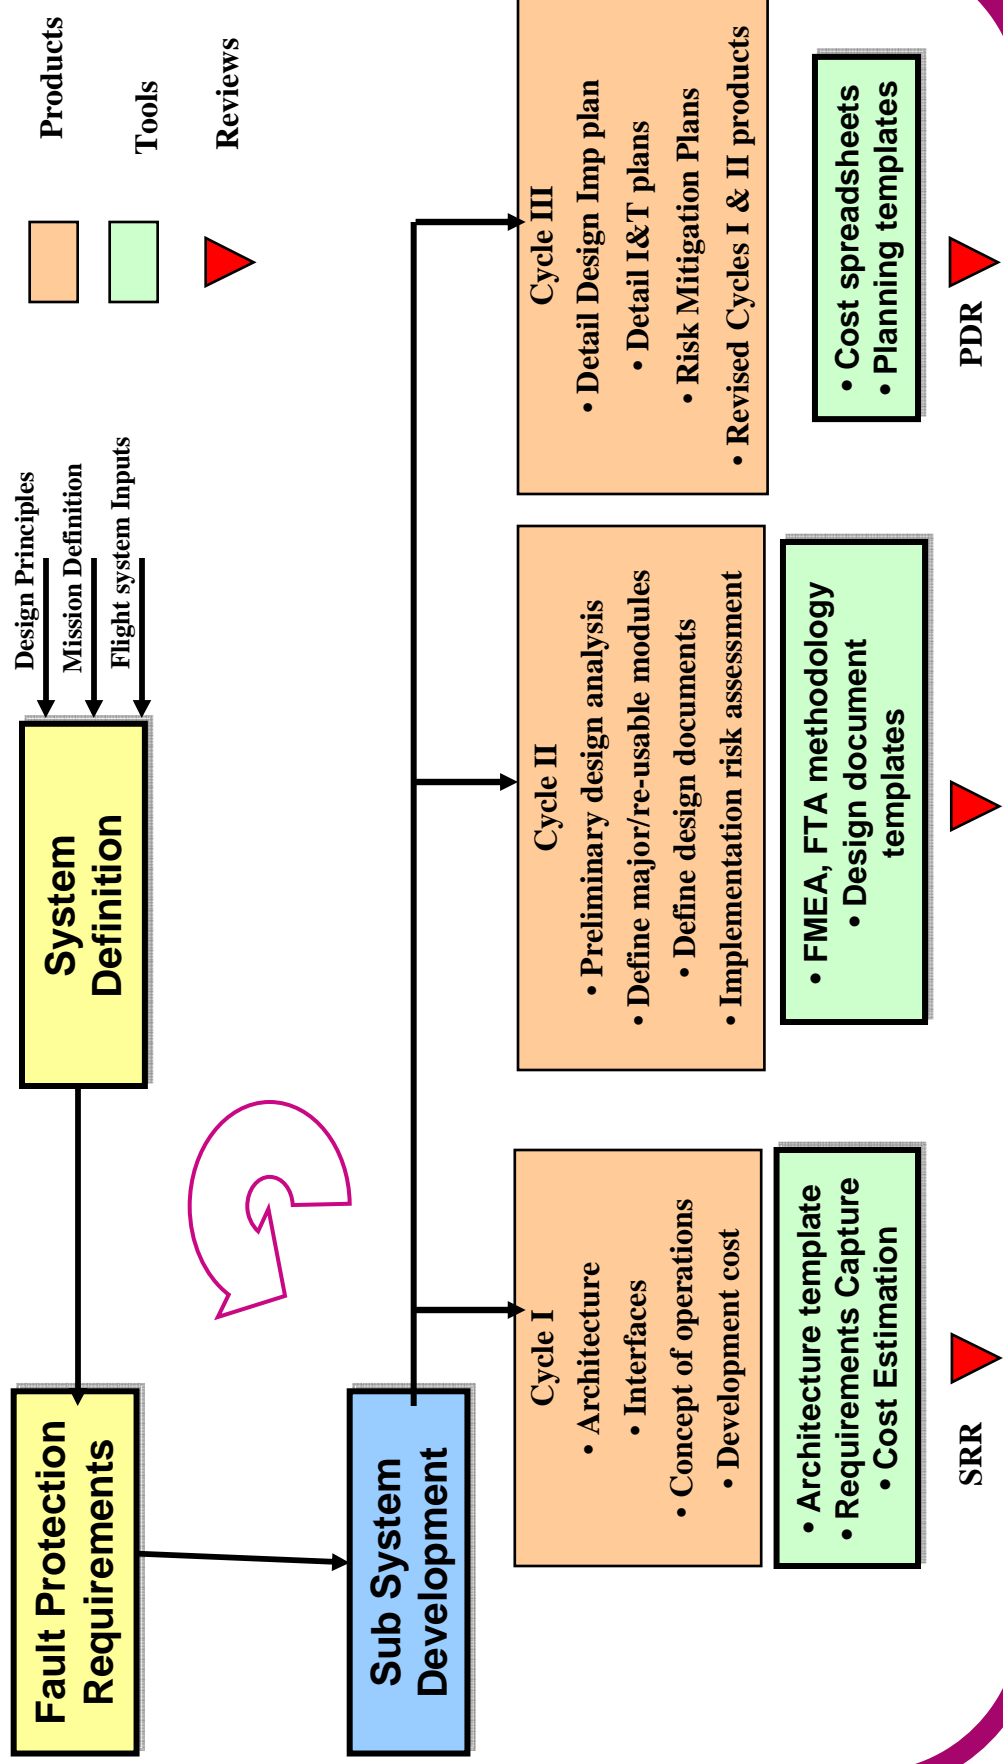 Fault Protection
Requirements
System
Definition
Design Principles
Mission Definition
Flight system Inputs
Products
Tools
Reviews
Sub System
Development
Cycle I
• Architecture
• Interfaces
• Concept of operations
• Development cost
Cycle II
• Preliminary design analysis
• Define major/re-usable modules
• Define design documents
• Implementation risk assessment
Cycle III
• Detail Design Imp plan
• Detail I&T plans
• Risk Mitigation Plans
• Revised Cycles I & II products
• Architecture template
• Requirements Capture
• Cost Estimation
• FMEA, FTA methodology
• Design document
templates
• Cost spreadsheets
• Planning templates
SRR
PDR